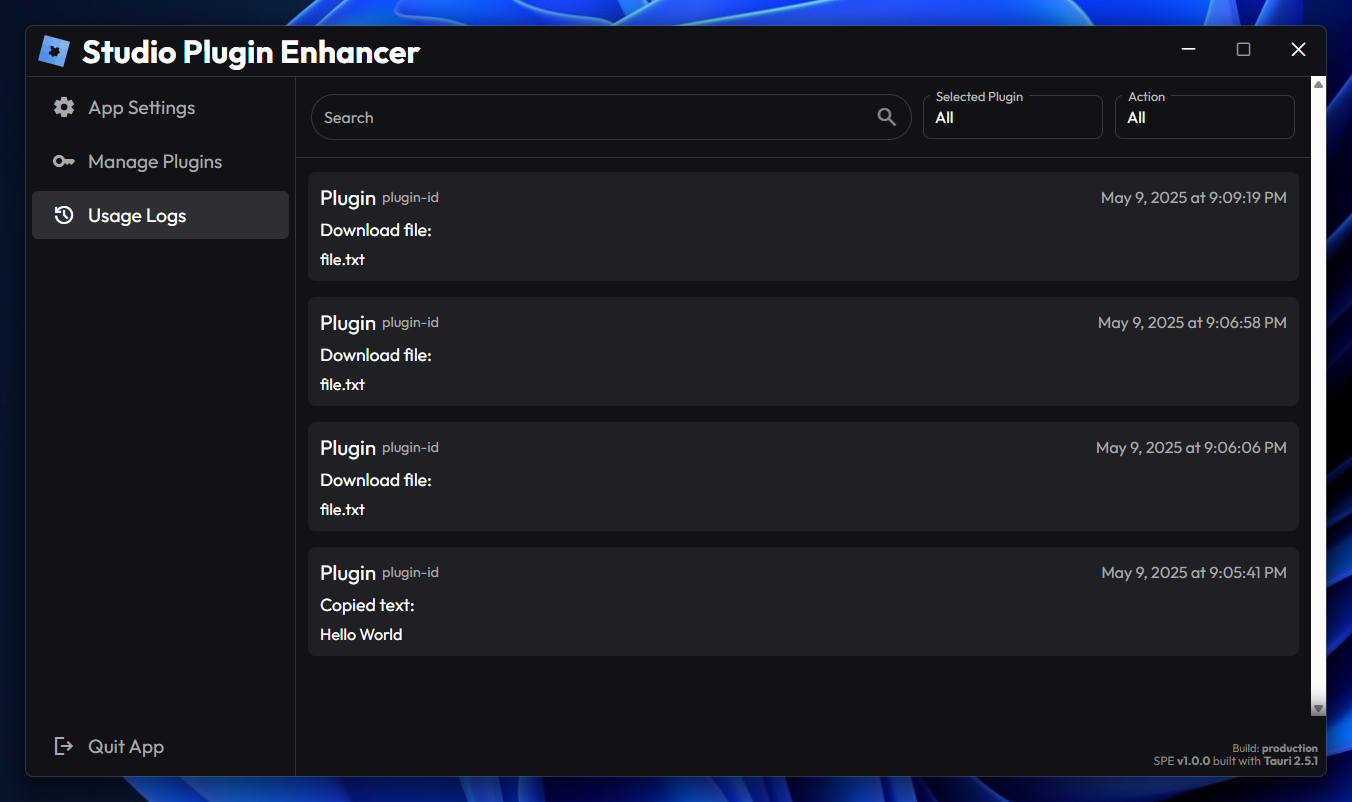 Studio Plugin Enhancer
App Settings
Manage Plugins
Usage Logs
Quit App
Search
Selected Plugin
All
Action
All
Plugin plugin-id May 9, 2025 at 9:09:19 PM
Download file:
file.txt
Plugin plugin-id May 9, 2025 at 9:06:58 PM
Download file:
file.txt
Plugin plugin-id May 9, 2025 at 9:06:06 PM
Download file:
file.txt
Plugin plugin-id May 9, 2025 at 9:05:41 PM
Copied text:
Hello World
Build: production
SPE v1.0.0 built with Tauri 2.5.1